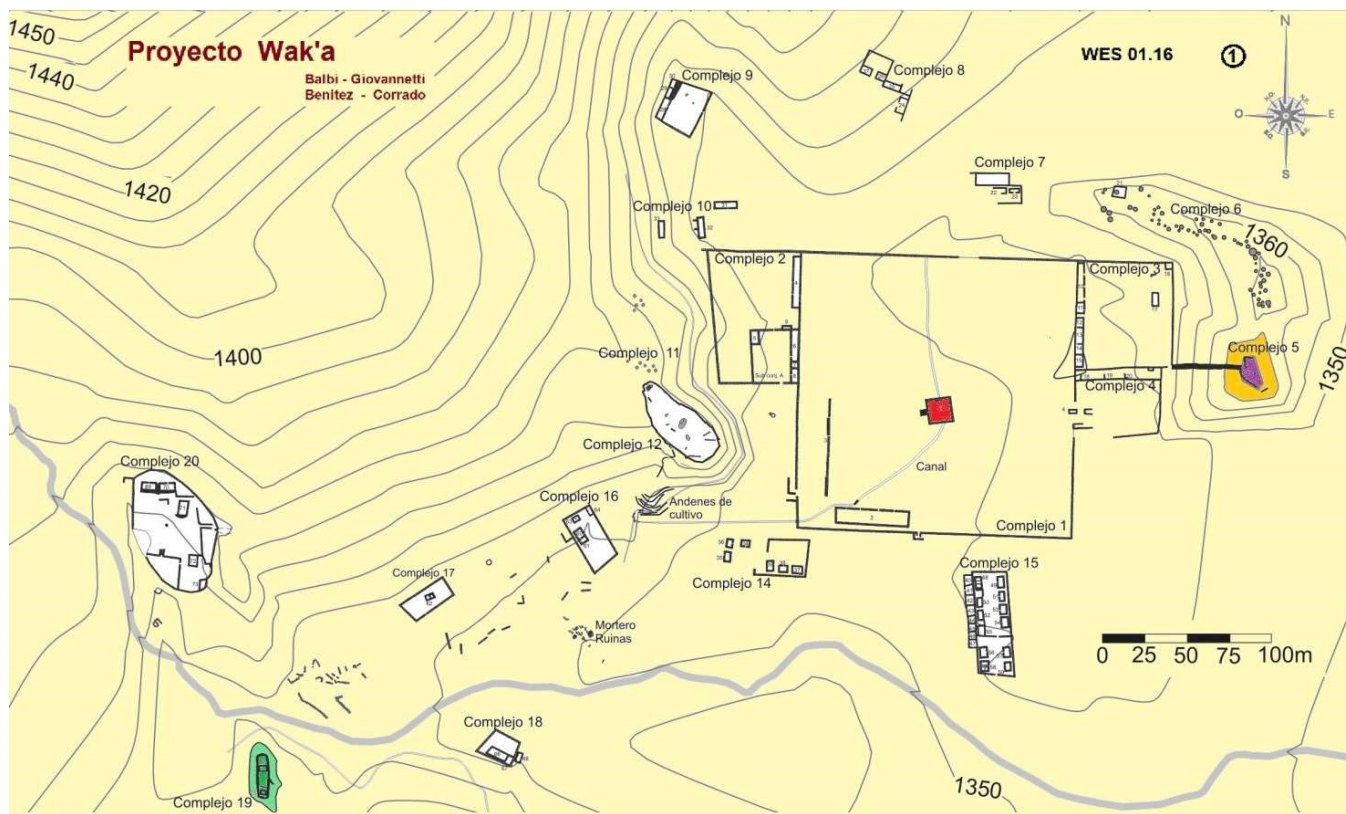 1450
1440
Proyecto Wak'a
Balbi - Giovannetti
Benitez - Corrado
WES 01.16
1
N
O
E
S
Complejo 9
Complejo 8
Complejo 7
1420
Complejo 10
Complejo 6
1360
Complejo 2
Complejo 3
1400
Complejo 11
Complejo 5
1350
Sub conj. A
Complejo 4
Complejo 12
Complejo 20
Canal
Complejo 16
Andenes de
cultivo
Complejo 1
Complejo 17
Complejo 14
Complejo 15
Mortero
Ruinas
0 25 50 75 100m
Complejo 18
1350
Complejo 19